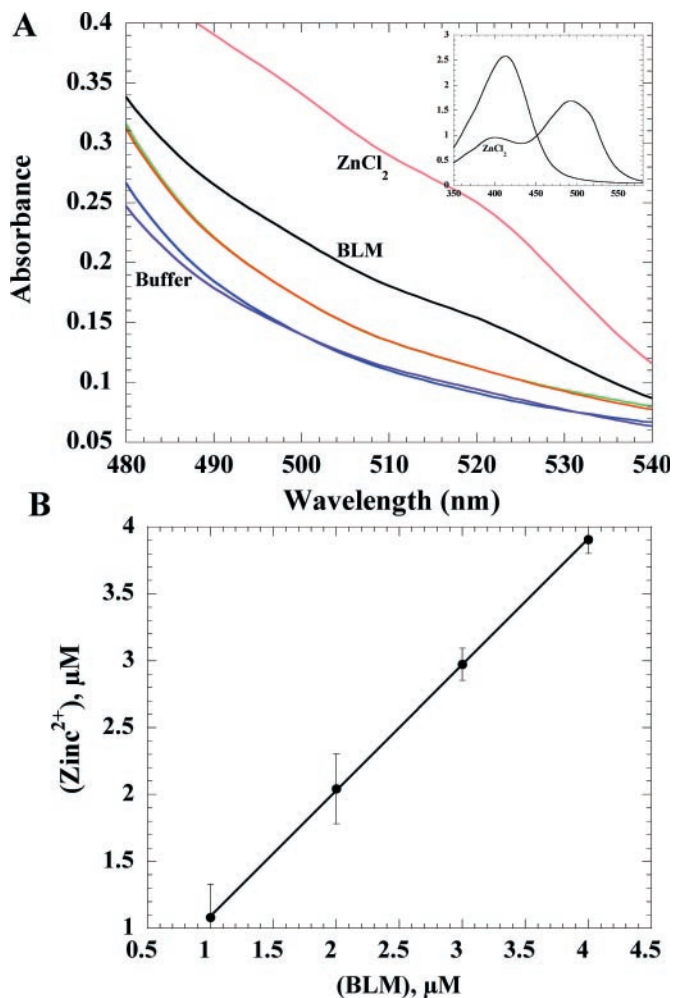 A
0.4
0.35
0.3
0.25
0.2
0.15
0.1
0.05
Absorbance
480 490 500 510 520 530 540
Wavelength (nm)
ZnCl2
BLM
Buffer
3
2.5
2
1.5
1
0.5
0
350 400 450 500 550
ZnCl2
B
4
3.5
3
2.5
2
1.5
1
(Zinc2+), μM
0.5 1 1.5 2 2.5 3 3.5 4 4.5
(BLM), μM